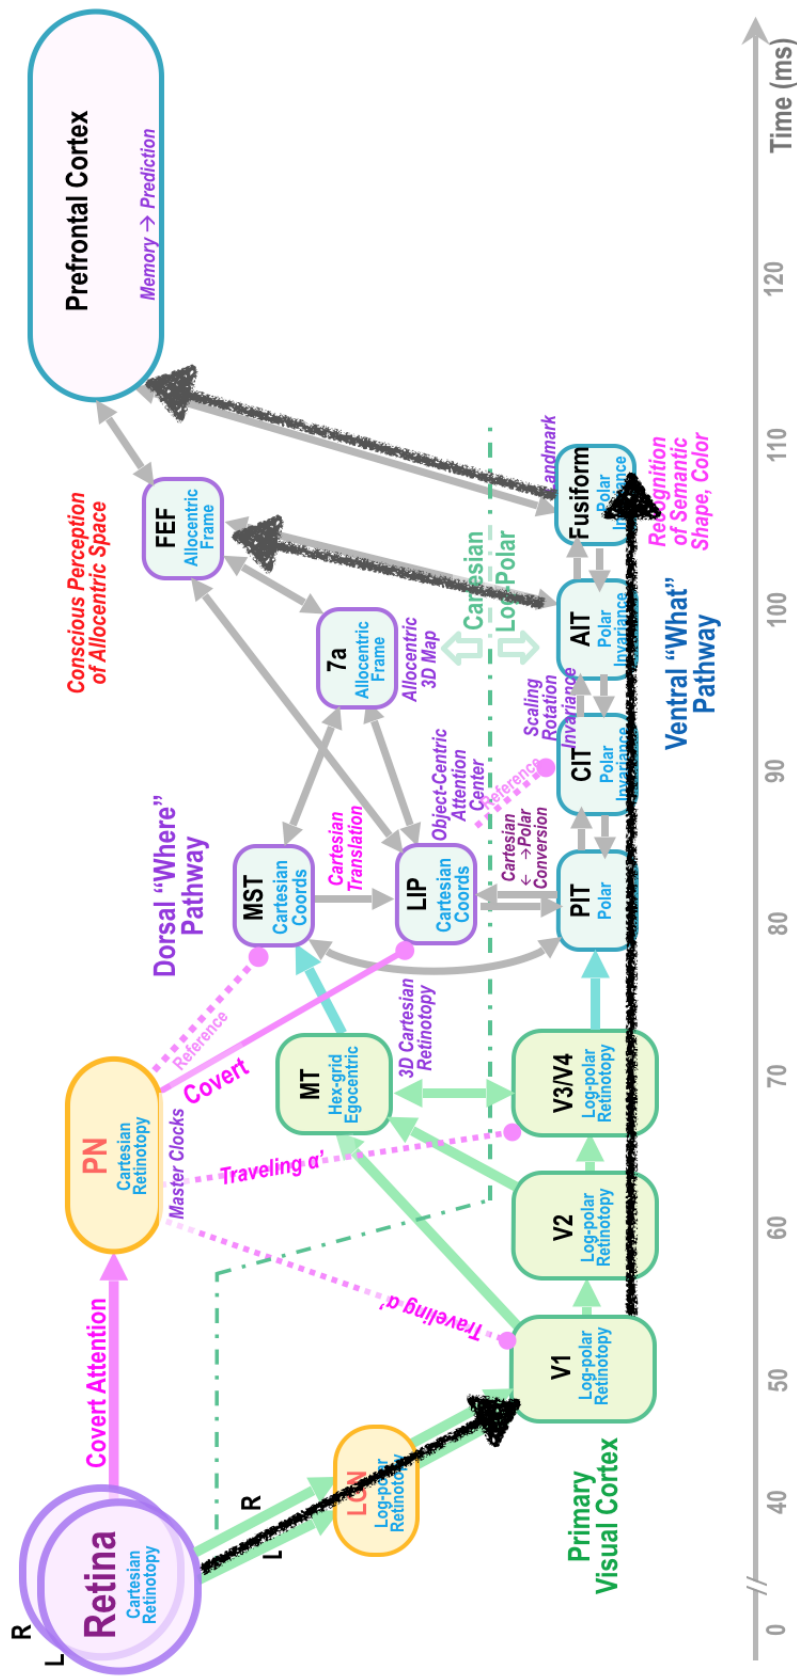 R
L
Retina
Cartesian
Retinotopy
Covert Attention
PN
Cartesian
Retinotopy
Master Clocks
Reference
Covert
Traveling α'
Traveling α'
L
R
LGN
Log-polar
Retinotopy
Primary
Visual Cortex
V1
Log-polar
Retinotopy
V2
Log-polar
Retinotopy
V3/V4
Log-polar
Retinotopy
MT
Hex-grid
Egocentric
3D Cartesian
Retinotopy
Dorsal “Where”
Pathway
MST
Cartesian
Coords
Cartesian
Translation
LIP
Cartesian
Coords
Object-Centric
Attention
Center
Reference
Cartesian
← →Polar
Conversion
PIT
Polar
CIT
Polar
Invariance
Scaling
Rotation
Invariance
AIT
Polar
Invariance
Ventral “What”
Pathway
Fusiform
Polar
Recognition
of Semantic
Shape, Color
Cartesian
Log-Polar
7a
Allocentric
Frame
Allocentric
3D Map
FEF
Allocentric
Frame
Conscious Perception
of Allocentric Space
Prefrontal Cortex
Memory → Prediction
0
//
40
50
60
70
80
90
100
110
120
Time (ms)